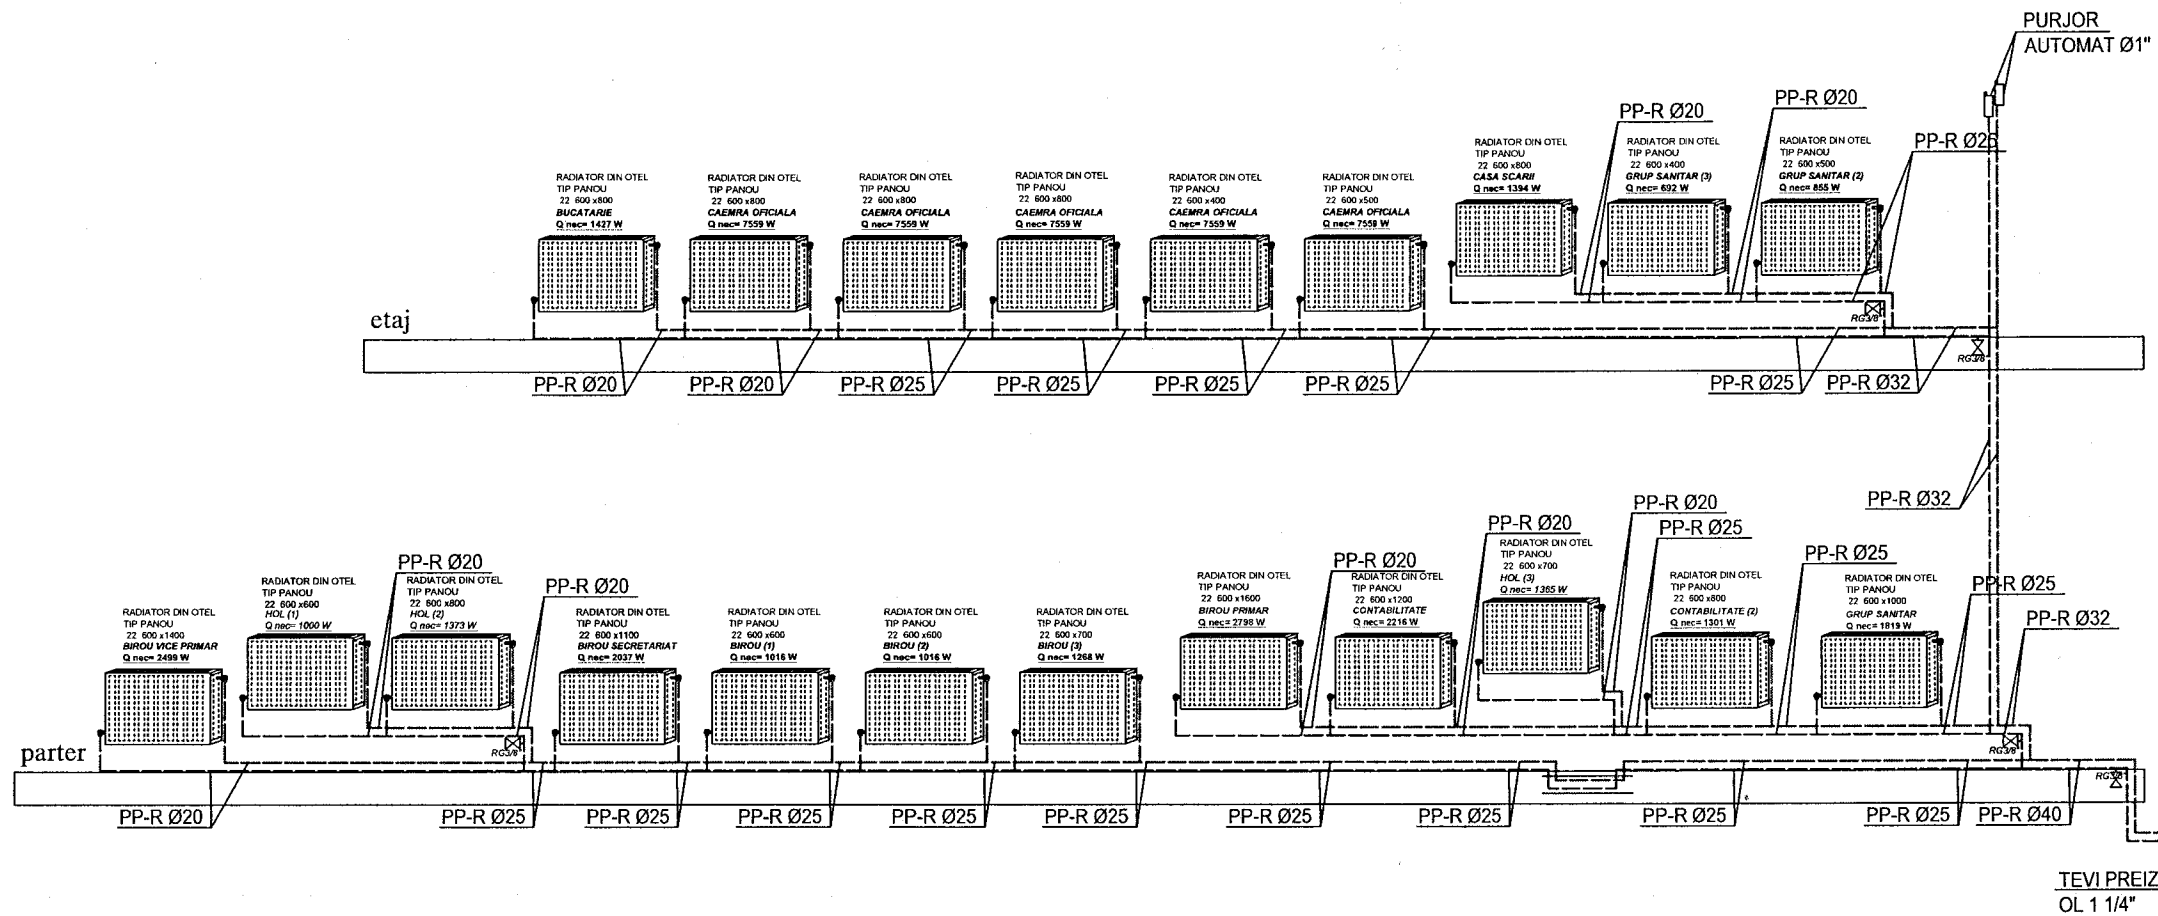 PURJOR
AUTOMAT Ø1"
PP-R Ø20
PP-R Ø20
PP-R Ø25
RADIATOR DIN OTEL
TIP PANOU
22 600 x800
BUCATARIE
Q nec= 1427 W
RADIATOR DIN OTEL
TIP PANOU
22 600 x800
CAEMRA OFICIALA
Q nec= 7559 W
RADIATOR DIN OTEL
TIP PANOU
22 600 x800
CAEMRA OFICIALA
Q nec= 7559 W
RADIATOR DIN OTEL
TIP PANOU
22 600 x800
CAEMRA OFICIALA
Q nec= 7559 W
RADIATOR DIN OTEL
TIP PANOU
22 600 x400
CAEMRA OFICIALA
Q nec= 7559 W
RADIATOR DIN OTEL
TIP PANOU
22 600 x500
CAEMRA OFICIALA
Q nec= 7559 W
RADIATOR DIN OTEL
TIP PANOU
22 600 x800
CASA SCARII
Q nec= 1394 W
RADIATOR DIN OTEL
TIP PANOU
22 600 x400
GRUP SANITAR (3)
Q nec= 692 W
RADIATOR DIN OTEL
TIP PANOU
22 600 x500
GRUP SANITAR (2)
Q nec= 855 W
RG3/8
etaj
RG3/8
PP-R Ø20
PP-R Ø20
PP-R Ø25
PP-R Ø25
PP-R Ø25
PP-R Ø25
PP-R Ø25
PP-R Ø32
PP-R Ø32
PP-R Ø20
PP-R Ø20
PP-R Ø20
PP-R Ø25
PP-R Ø20
PP-R Ø20
PP-R Ø25
PP-R Ø25
PP-R Ø32
RADIATOR DIN OTEL
TIP PANOU
22 600 x1400
BIROU VICE PRIMAR
Q nec= 2499 W
RADIATOR DIN OTEL
TIP PANOU
22 600 x600
HOL (1)
Q nec= 1000 W
RADIATOR DIN OTEL
TIP PANOU
22 600 x800
HOL (2)
Q nec= 1373 W
RADIATOR DIN OTEL
TIP PANOU
22 600 x1100
BIROU SECRETARIAT
Q nec= 2037 W
RADIATOR DIN OTEL
TIP PANOU
22 600 x600
BIROU (1)
Q nec= 1016 W
RADIATOR DIN OTEL
TIP PANOU
22 600 x600
BIROU (2)
Q nec= 1016 W
RADIATOR DIN OTEL
TIP PANOU
22 600 x700
BIROU (3)
Q nec= 1268 W
RADIATOR DIN OTEL
TIP PANOU
22 600 x1600
BIROU PRIMAR
Q nec= 2798 W
RADIATOR DIN OTEL
TIP PANOU
22 600 x1200
CONTABILITATE
Q nec= 2216 W
RADIATOR DIN OTEL
TIP PANOU
22 600 x700
HOL (3)
Q nec= 1365 W
RADIATOR DIN OTEL
TIP PANOU
22 600 x800
CONTABILITATE (2)
Q nec= 1301 W
RADIATOR DIN OTEL
TIP PANOU
22 600 x1000
GRUP SANITAR
Q nec= 1819 W
parter
RG3/8
RG3/8
RG3/8
PP-R Ø20
PP-R Ø25
PP-R Ø25
PP-R Ø25
PP-R Ø25
PP-R Ø25
PP-R Ø25
PP-R Ø25
PP-R Ø25
PP-R Ø25
PP-R Ø40
TEVI PREIZ
OL 1 1/4"